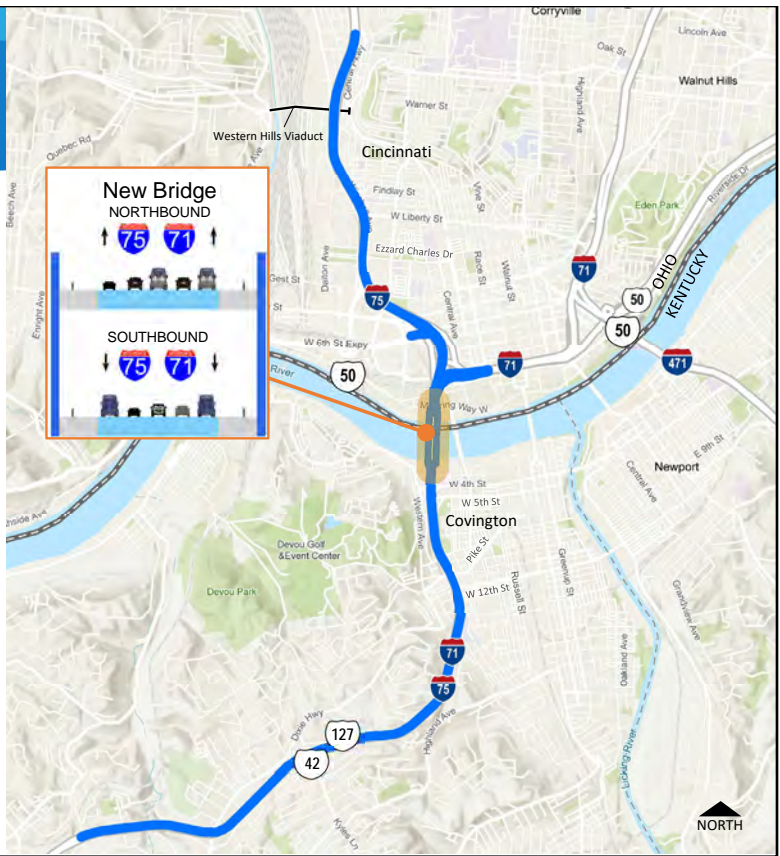 Corryville
Lincoln Ave
Oak St
Central Pkwy
Highland Ave
Walnut Hills
Western Hills Viaduct
Warner St
Quebec Rd
Cincinnati
Beech Ave
Findlay St
Vine St
Riverside Dr
Eden Park
W Liberty St
New Bridge
NORTHBOUND
75 71
SOUTHBOUND
75 71
Ezzard Charles Dr
Dalton Ave
Race St
Walnut St
Gest St
St
71
OHIO
KENTUCKY
75
Central Ave
50
50
Enright Ave
W 6th St Expy
River
50
71
471
W 4th St
E 9th St
Newport
Central Ave
W 5th St
Western Ave
Covington
Devou Golf
&Event Center
Pike St
Greenup St
Devou Park
W 12th St
Russell St
Grandview Ave
Oakland Ave
71
75
Dixie Hwy
127
Highland Ave
42
Licking River
Kyles Ln
NORTH